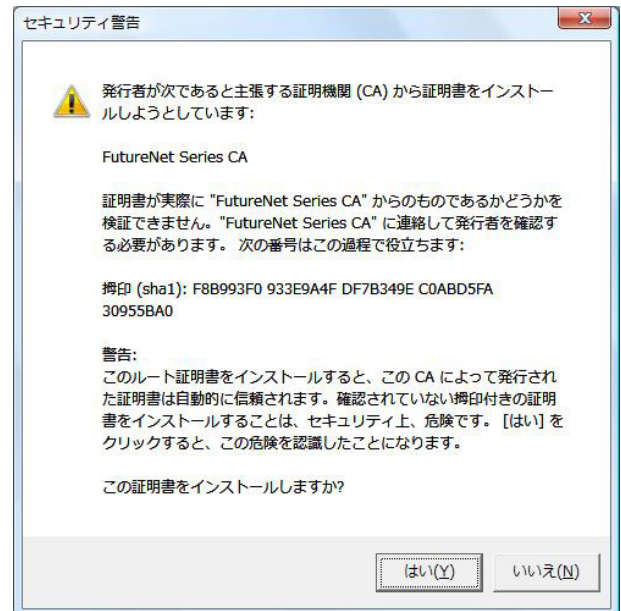 セキュリティ警告
発行者が次であると主張する証明機関 (CA) から証明書をインストー
ルしようとしています:
FutureNet Series CA
証明書が実際に "FutureNet Series CA" からのものであるかどうかを
検証できません。"FutureNet Series CA" に連絡して発行者を確認す
る必要があります。 次の番号はこの過程で役立ちます:
拇印 (sha1): F8B993F0 933E9A4F DF7B349E C0ABD5FA
30955BA0
警告:
このルート証明書をインストールすると、この CA によって発行され
た証明書は自動的に信頼されます。確認されていない拇印付きの証明
書をインストールすることは、セキュリティ上、危険です。 [はい] を
クリックすると、この危険を認識したことになります。
この証明書をインストールしますか?
はい(Y) いいえ(N)